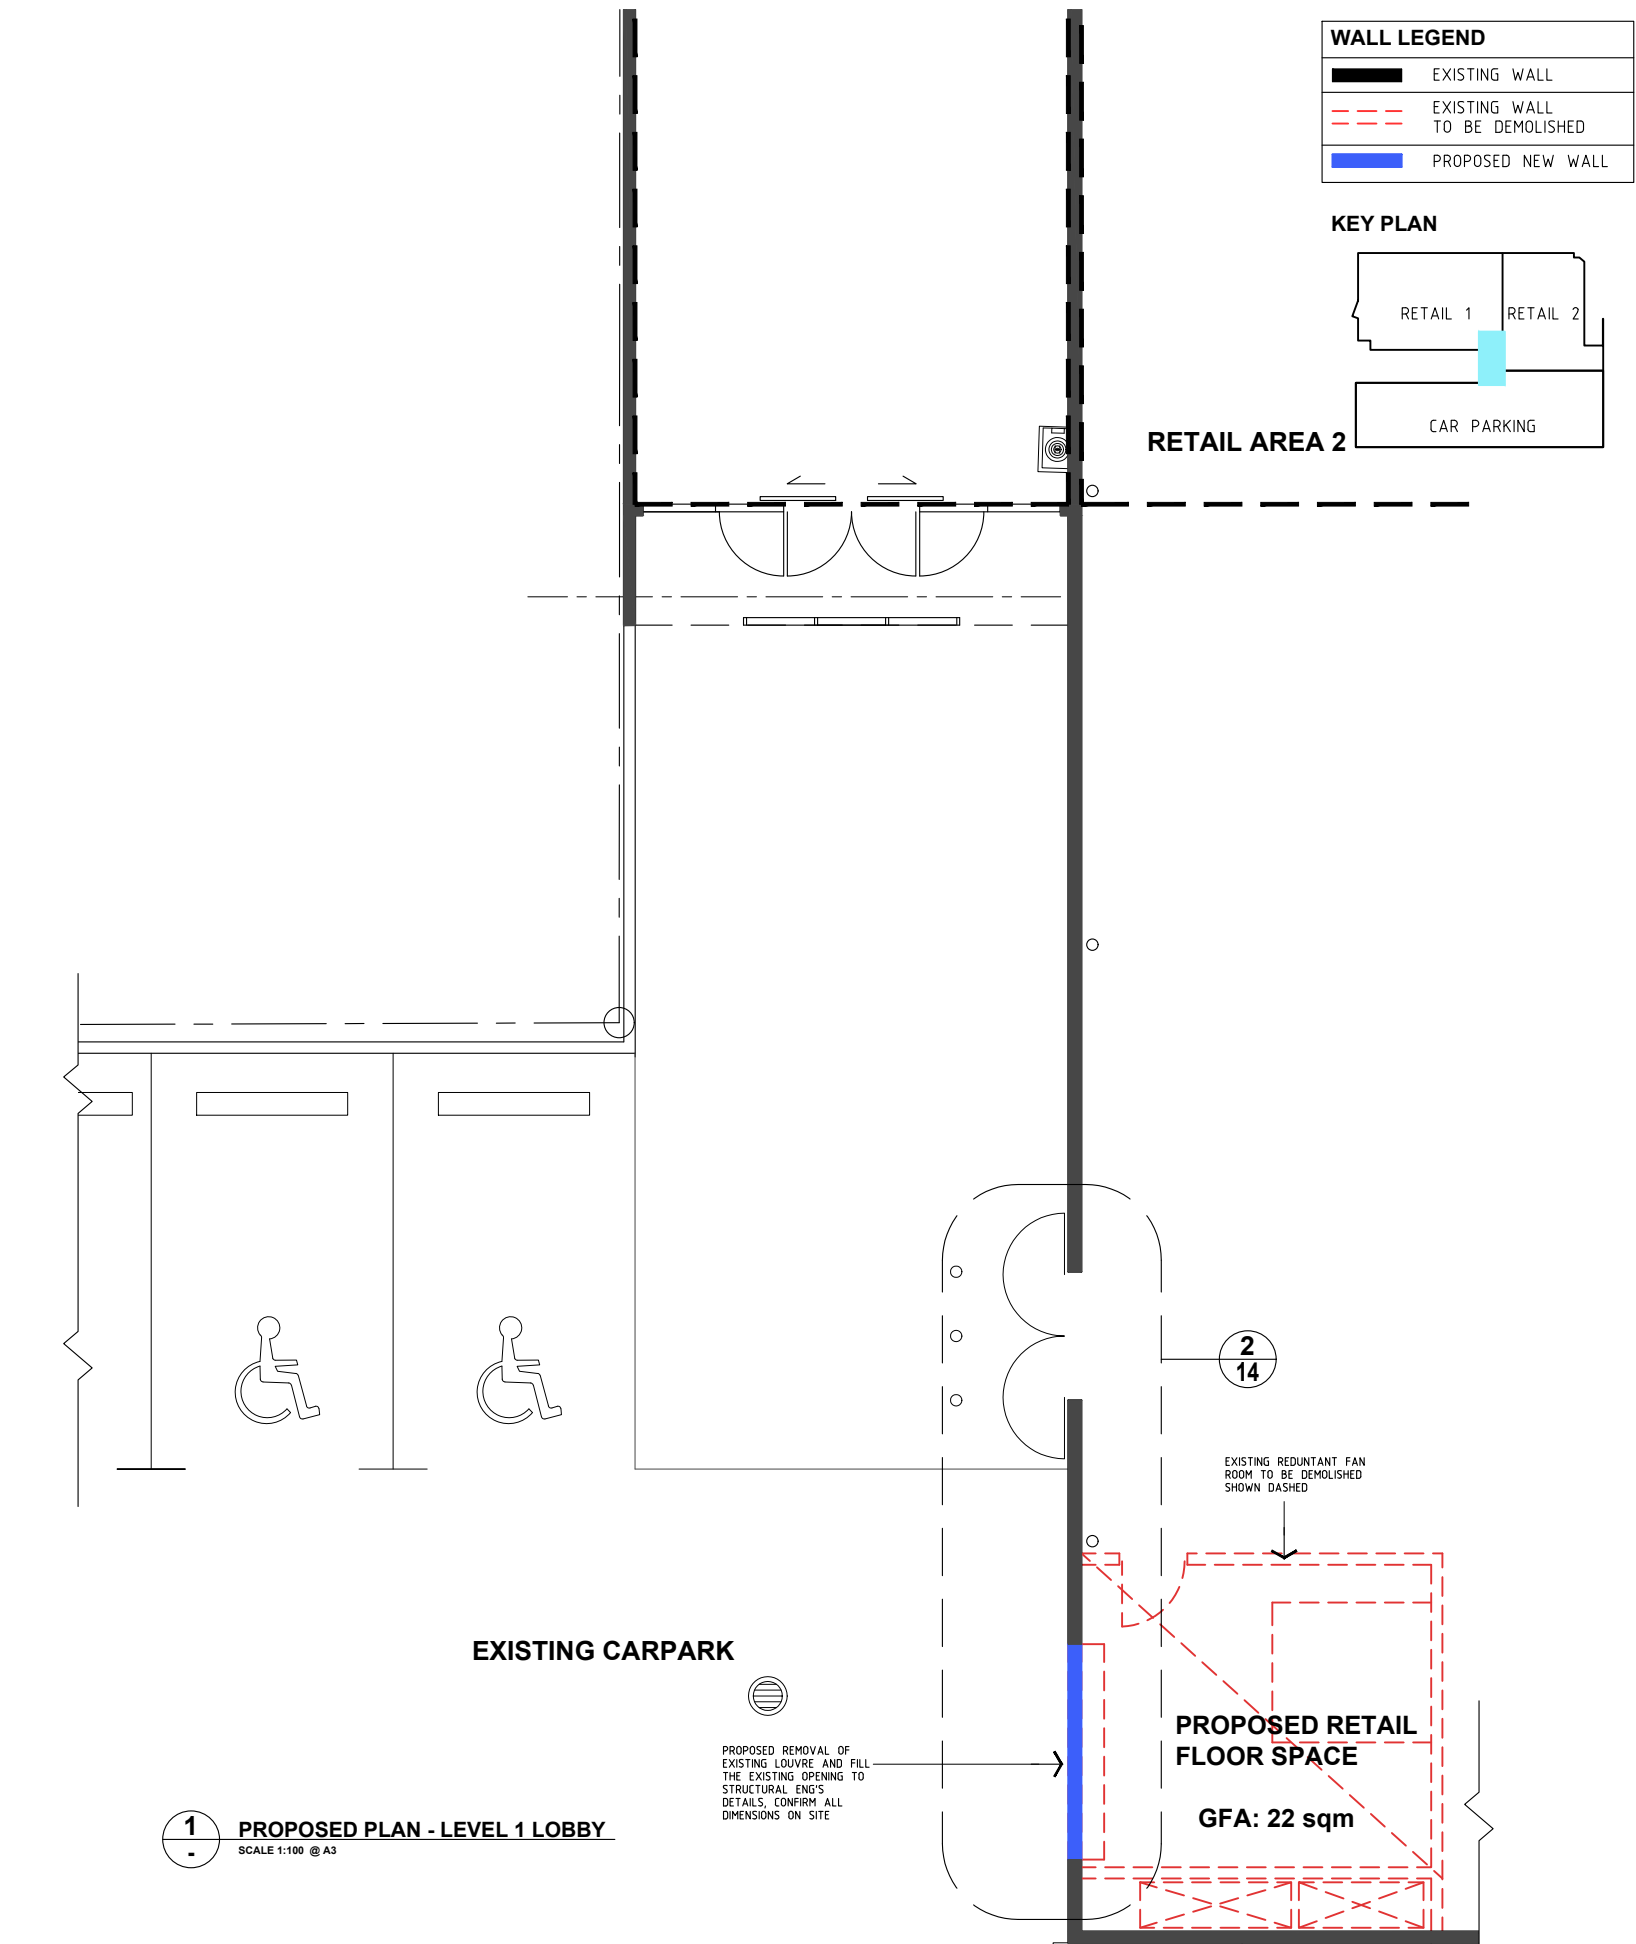 WALL LEGEND
EXISTING WALL
EXISTING WALL
TO BE DEMOLISHED
PROPOSED NEW WALL
KEY PLAN
RETAIL 1
RETAIL 2
CAR PARKING
RETAIL AREA 2
2
14
EXISTING REDUNTANT FAN
ROOM TO BE DEMOLISHED
SHOWN DASHED
EXISTING CARPARK
PROPOSED REMOVAL OF
EXISTING LOUVRE AND FILL
THE EXISTING OPENING TO
STRUCTURAL ENG'S
DETAILS, CONFIRM ALL
DIMENSIONS ON SITE
PROPOSED RETAIL
FLOOR SPACE
GFA: 22 sqm
1
-
PROPOSED PLAN - LEVEL 1 LOBBY
SCALE 1:100 @ A3